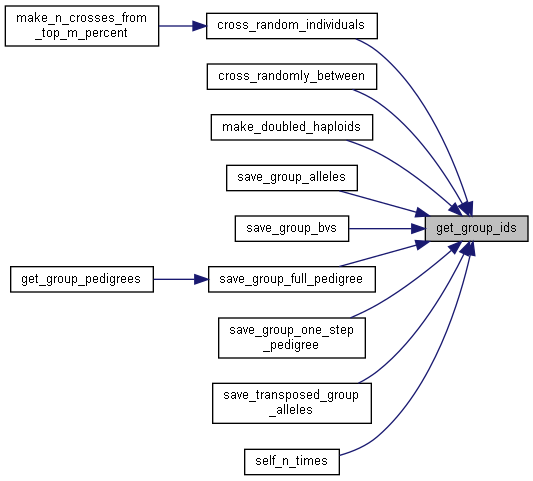 make_n_crosses_from
_top_m_percent
cross_random_individuals
cross_randomly_between
make_doubled_haploids
save_group_alleles
get_group_ids
save_group_bvs
get_group_pedigrees
save_group_full_pedigree
save_group_one_step
_pedigree
save_transposed_group
_alleles
self_n_times